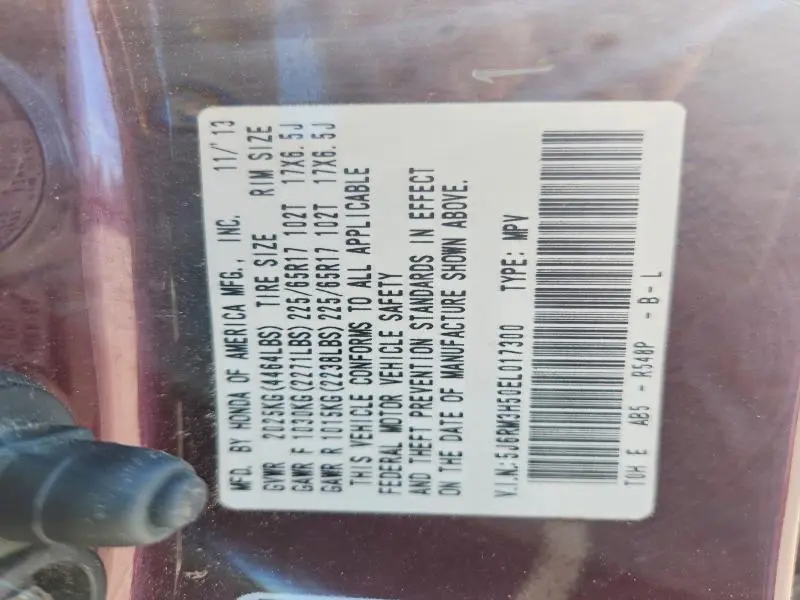 MFD. BY HONDA OF AMERICA MFG., INC. 11/'13
GVWR 2025KG(4464LBS) TIRE SIZE RIM SIZE
GAWR F 1030KG(2271LBS) 225/65R17 102T 17X6.5J
GAWR R 1015KG(2238LBS) 225/65R17 102T 17X6.5J
THIS VEHICLE CONFORMS TO ALL APPLICABLE
FEDERAL MOTOR VEHICLE SAFETY
AND THEFT PREVENTION STANDARDS IN EFFECT
ON THE DATE OF MANUFACTURE SHOWN ABOVE.
V.I.N:5J6RM3H50EL017300 TYPE: MPV
TOH E AB5 - R548P - B - L